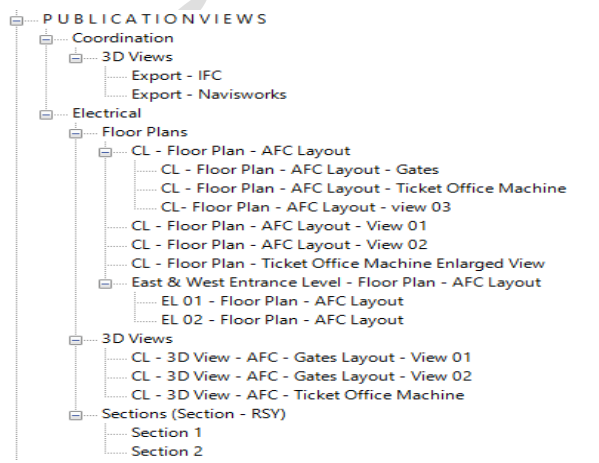 PUBLICATIONVIEWS
Coordination
3D Views
Export - IFC
Export - Navisworks
Electrical
Floor Plans
CL - Floor Plan - AFC Layout
CL - Floor Plan - AFC Layout - Gates
CL - Floor Plan - AFC Layout - Ticket Office Machine
CL- Floor Plan - AFC Layout - view 03
CL - Floor Plan - AFC Layout - View 01
CL - Floor Plan - AFC Layout - View 02
CL - Floor Plan - Ticket Office Machine Enlarged View
East & West Entrance Level - Floor Plan - AFC Layout
EL 01 - Floor Plan - AFC Layout
EL 02 - Floor Plan - AFC Layout
3D Views
CL - 3D View - AFC - Gates Layout - View 01
CL - 3D View - AFC - Gates Layout - View 02
CL - 3D View - AFC - Ticket Office Machine
Sections (Section - RSY)
Section 1
Section 2